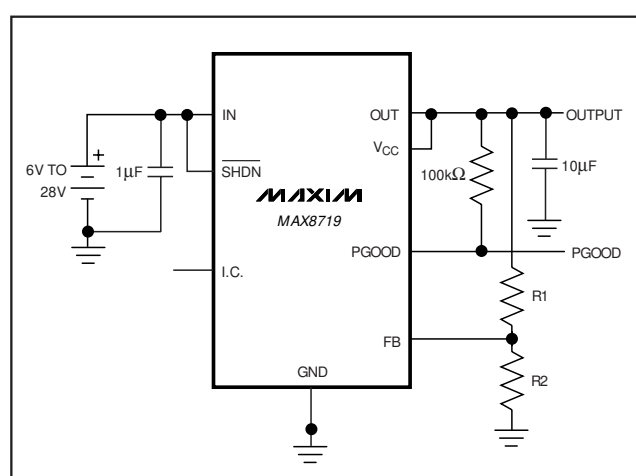 IN
OUT
OUTPUT
VCC
6V TO
28V
+
1μF
SHDN
100kΩ
10μF
MAXIM
MAX8719
PGOOD
PGOOD
I.C.
R1
FB
R2
GND